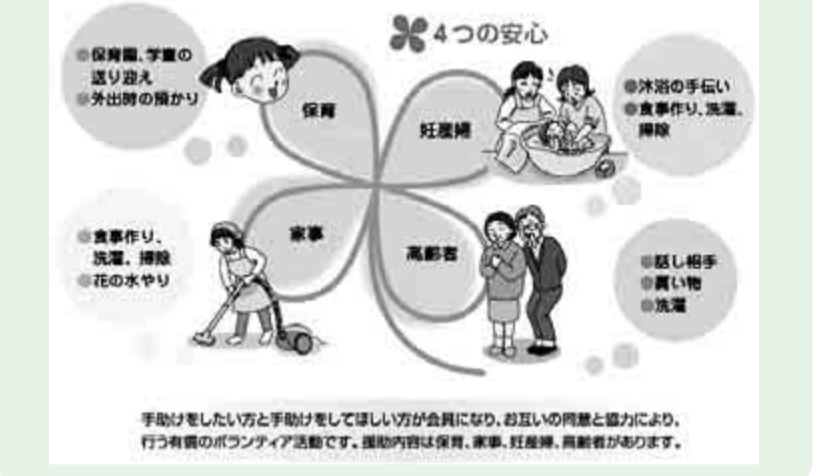 4つの安心
●保育園、学童の
送り迎え
●外出時の預かり
保育
妊産婦
●沐浴の手伝い
●食事作り、洗濯、
掃除
●食事作り、
洗濯、掃除
●花の水やり
家事
高齢者
●話し相手
●買い物
●洗濯
手助けをしたい方と手助けをしてほしい方が会員になり、お互いの同意と協力により、
行う有償のボランティア活動です。援助内容は保育、家事、妊産婦、高齢者があります。